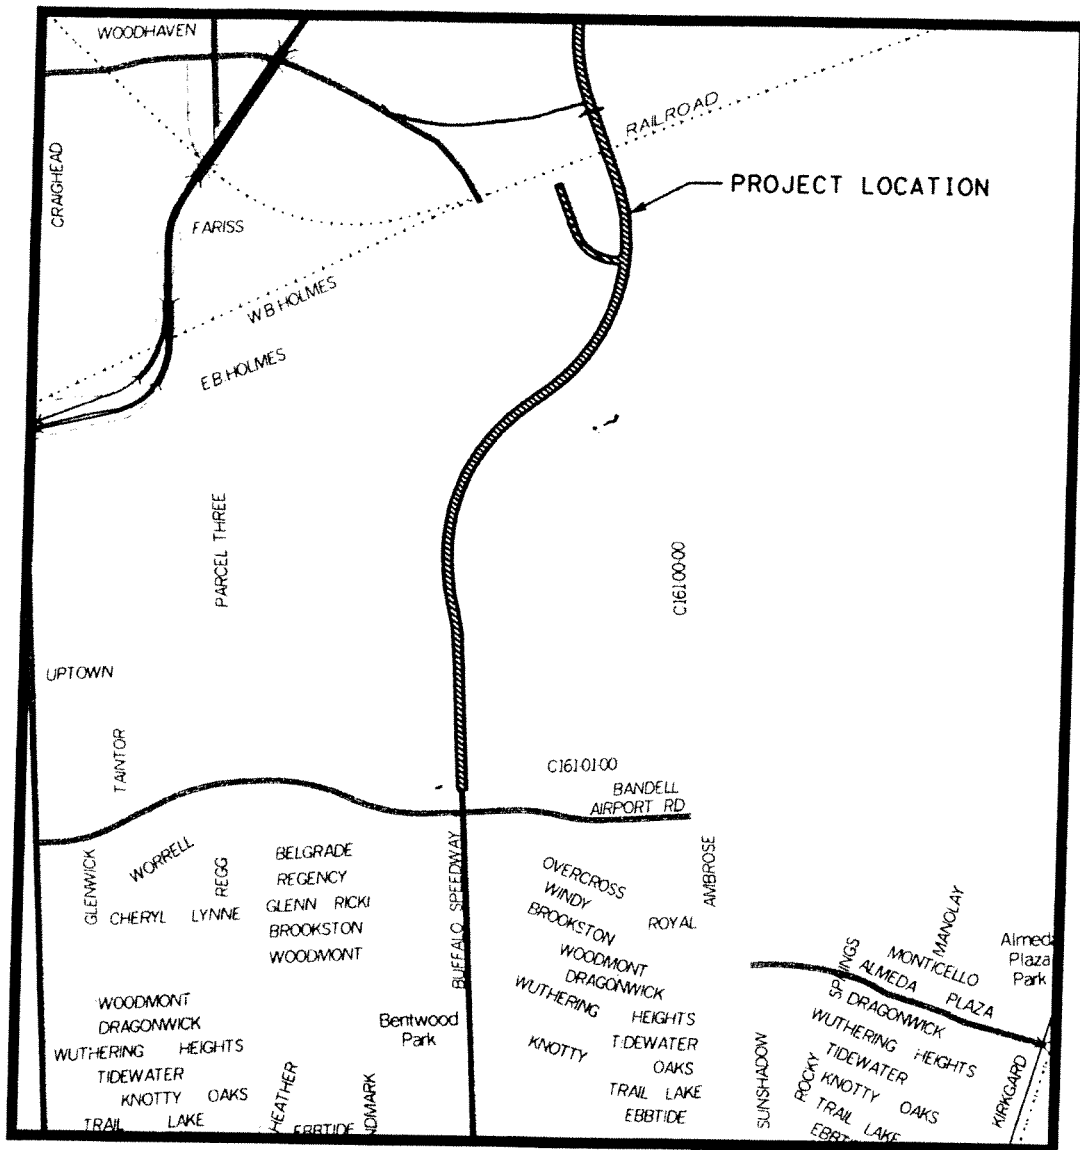 WOODHAVEN
RAILROAD
CRAIGHEAD
PROJECT LOCATION
FARISS
W.B.HOLMES
E.B.HOLMES
PARCEL THREE
C161-00-00
UPTOWN
TAINTOR
C161-01-00
BANDELL
AIRPORT RD
GLENWICK
WORRELL
REGG
BELGRADE
REGENCY
CHERYL LYNNE
GLENN RICKI
BROOKSTON
WOODMONT
BUFFALO SPEEDWAY
OVERCROSS
WINDY
BROOKSTON
ROYAL
AMBROSE
WOODMONT
DRAGONWICK
WUTHERING HEIGHTS
MANOLAY
MONTICELLO
ALMEDA PLAZA
SPRINGS
Almeda
Plaza
Park
DRAGONWICK
WUTHERING HEIGHTS
WOODMONT
DRAGONWICK
WUTHERING HEIGHTS
TIDEWATER
KNOTTY OAKS
TRAIL LAKE
HEATHER
EBBTIDE
NDMARK
Bentwood
Park
TIDEWATER
KNOTTY OAKS
TRAIL LAKE
EBBTIDE
SUNSHADOW
ROCKY
TIDEWATER
KNOTTY OAKS
TRAIL LAKE
EBBTI
KIRKGARD